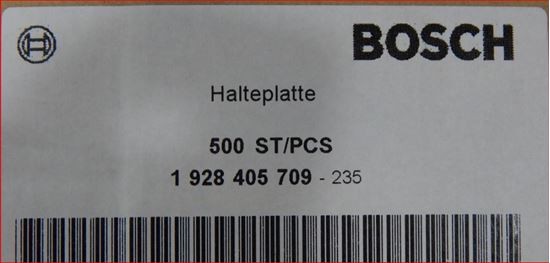 BOSCH
Halteplatte
500 ST/PCS
1 928 405 709 - 235